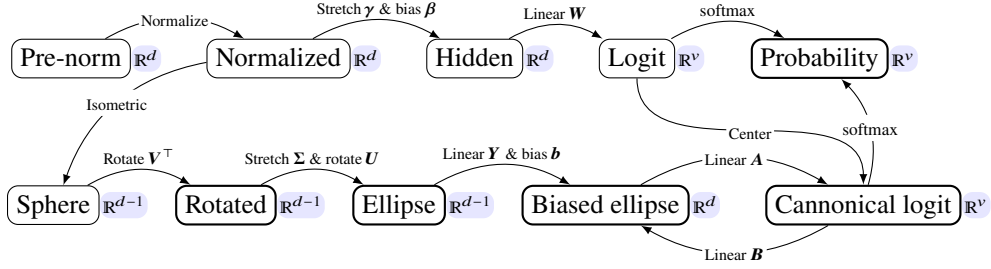 Normalize
Stretch γ & bias β
Linear W
softmax
Pre-norm ℝ^d
Normalized ℝ^d
Hidden ℝ^d
Logit ℝ^v
Probability ℝ^v
Isometric
Center
softmax
Rotate V^⊤
Stretch Σ & rotate U
Linear Y & bias b
Linear A
Sphere ℝ^{d−1}
Rotated ℝ^{d−1}
Ellipse ℝ^{d−1}
Biased ellipse ℝ^d
Cannonical logit ℝ^v
Linear B